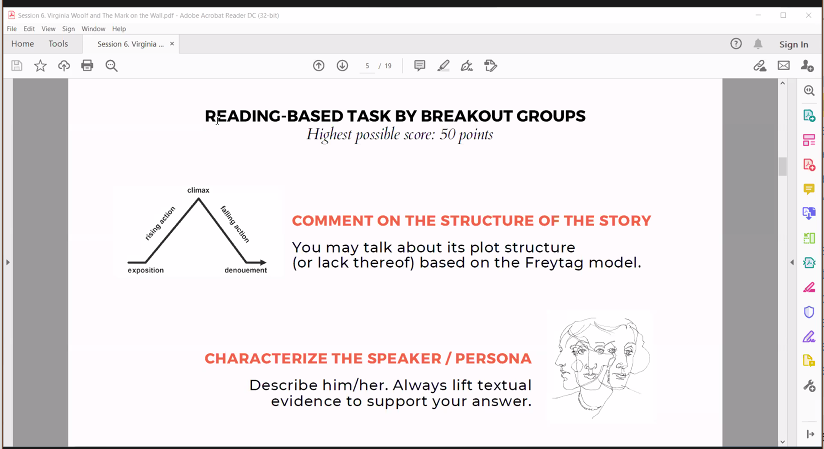 Session 6. Virginia Woolf and The Mark on the Wall.pdf - Adobe Acrobat Reader DC (32-bit)
File Edit View Sign Window Help
Home Tools Session 6. Virginia ... × Sign In
5 / 19
READING-BASED TASK BY BREAKOUT GROUPS
Highest possible score: 50 points
climax
rising action
falling action
exposition
denouement
COMMENT ON THE STRUCTURE OF THE STORY
You may talk about its plot structure
(or lack thereof) based on the Freytag model.
CHARACTERIZE THE SPEAKER / PERSONA
Describe him/her. Always lift textual
evidence to support your answer.